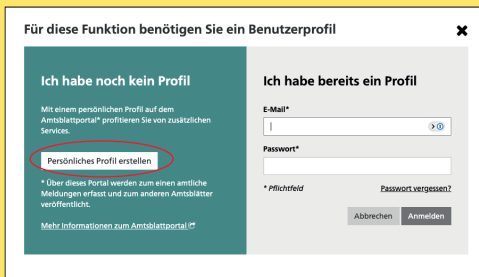 Für diese Funktion benötigen Sie ein Benutzerprofil
Ich habe noch kein Profil
Mit einem persönlichen Profil auf dem
Amtsblattportal* profitieren Sie von zusätzlichen
Services.
Persönliches Profil erstellen
* Über dieses Portal werden zum einen amtliche
Meldungen erfasst und zum anderen Amtsblätter
veröffentlicht.
Mehr Informationen zum Amtsblattportal
Ich habe bereits ein Profil
E-Mail*
Passwort*
* Pflichtfeld
Passwort vergessen?
Abbrechen
Anmelden